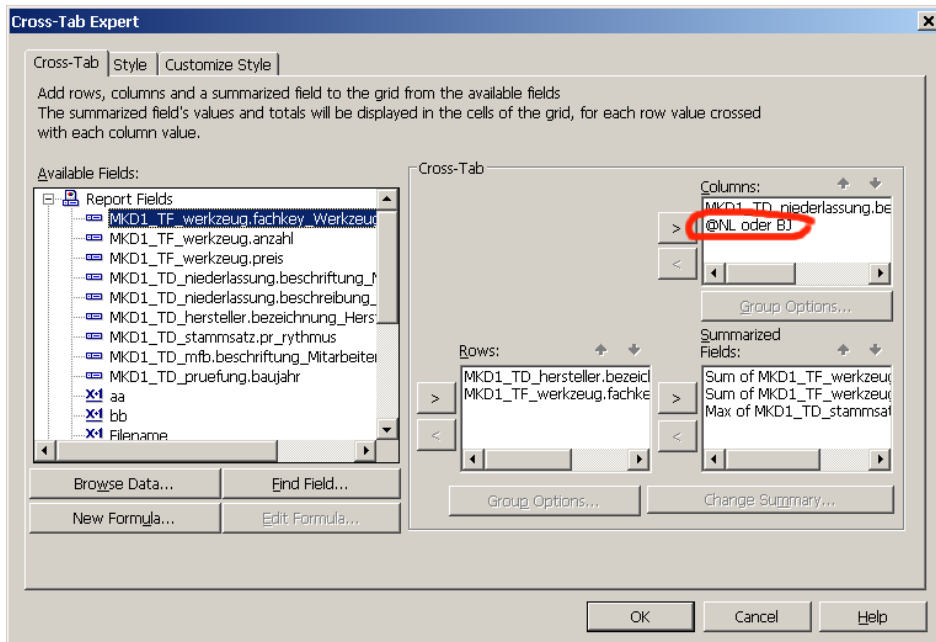 Cross-Tab Expert
Cross-Tab
Style
Customize Style
Add rows, columns and a summarized field to the grid from the available fields
The summarized field's values and totals will be displayed in the cells of the grid, for each row value crossed
with each column value.
Available Fields:
Report Fields
MKD1_TF_werkzeug.fachkey_Werkzeug
MKD1_TF_werkzeug.anzahl
MKD1_TF_werkzeug.preis
MKD1_TD_niederlassung.beschriftung_N
MKD1_TD_niederlassung.beschreibung_
MKD1_TD_hersteller.bezeichnung_Hers
MKD1_TD_stammsatz.pr_rythmus
MKD1_TD_mfb.beschriftung_Mitarbeiter
MKD1_TD_pruefung.baujahr
aa
bb
Filename
Browse Data...
Find Field...
New Formula...
Edit Formula...
Cross-Tab
Columns:
MKD1_TD_niederlassung.be
@NL oder BJ
>
<
Group Options...
Rows:
MKD1_TD_hersteller.bezeicl
MKD1_TF_werkzeug.fachke
>
<
Group Options...
Summarized
Fields:
Sum of MKD1_TF_werkzeug
Sum of MKD1_TF_werkzeug
Max of MKD1_TD_stammsat
>
<
Change Summary...
OK
Cancel
Help